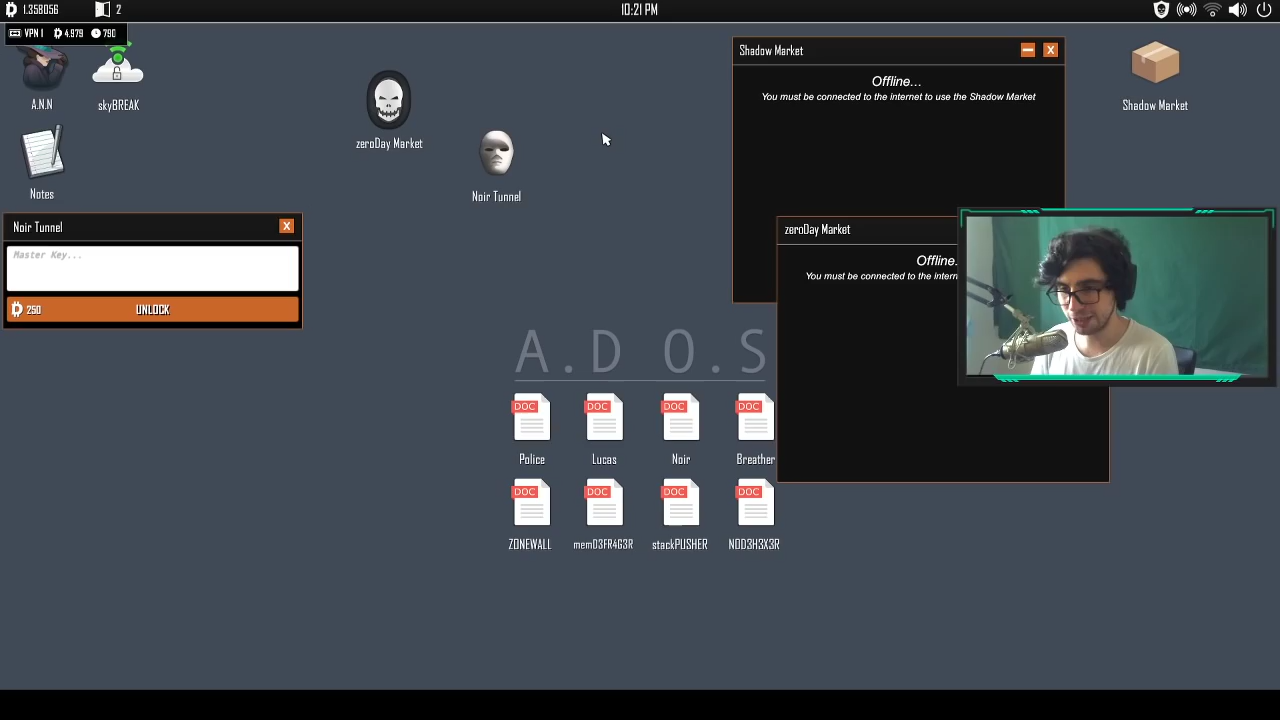 1.358056
2
10:21 PM
VPN 1
4.979
790
A.N.N
skyBREAK
Notes
zeroDay Market
Noir Tunnel
Shadow Market
Offline...
You must be connected to the internet to use the Shadow Market
Shadow Market
Noir Tunnel
X
Master Key...
250
UNLOCK
zeroDay Market
Offline.
You must be connected to the intern
X
A.D O.S
DOC
DOC
DOC
DOC
Police
Lucas
Noir
Breather
DOC
DOC
DOC
DOC
ZONEWALL
memD3FR4G3R
stackPUSHER
NOD3H3X3R